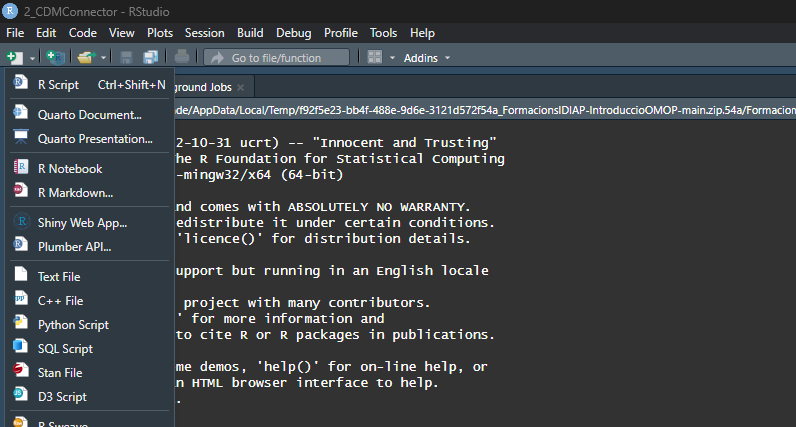 2_CDMConnector - RStudio
File Edit Code View Plots Session Build Debug Profile Tools Help
Go to file/function Addins
R Script Ctrl+Shift+N
Quarto Document...
Quarto Presentation...
R Notebook
R Markdown...
Shiny Web App...
Plumber API...
Text File
C++ File
Python Script
SQL Script
Stan File
D3 Script
R Sweave
ground Jobs
de/AppData/Local/Temp/f92f5e23-bb4f-488e-9d6e-3121d572f54a_FormacionsIDIAP-IntroduccioOMOP-main.zip.54a/Formacion
2-10-31 ucrt) -- "Innocent and Trusting"
he R Foundation for Statistical Computing
-mingw32/x64 (64-bit)
nd comes with ABSOLUTELY NO WARRANTY.
edistribute it under certain conditions.
'licence()' for distribution details.
upport but running in an English locale
project with many contributors.
' for more information and
to cite R or R packages in publications.
me demos, 'help()' for on-line help, or
n HTML browser interface to help.
.